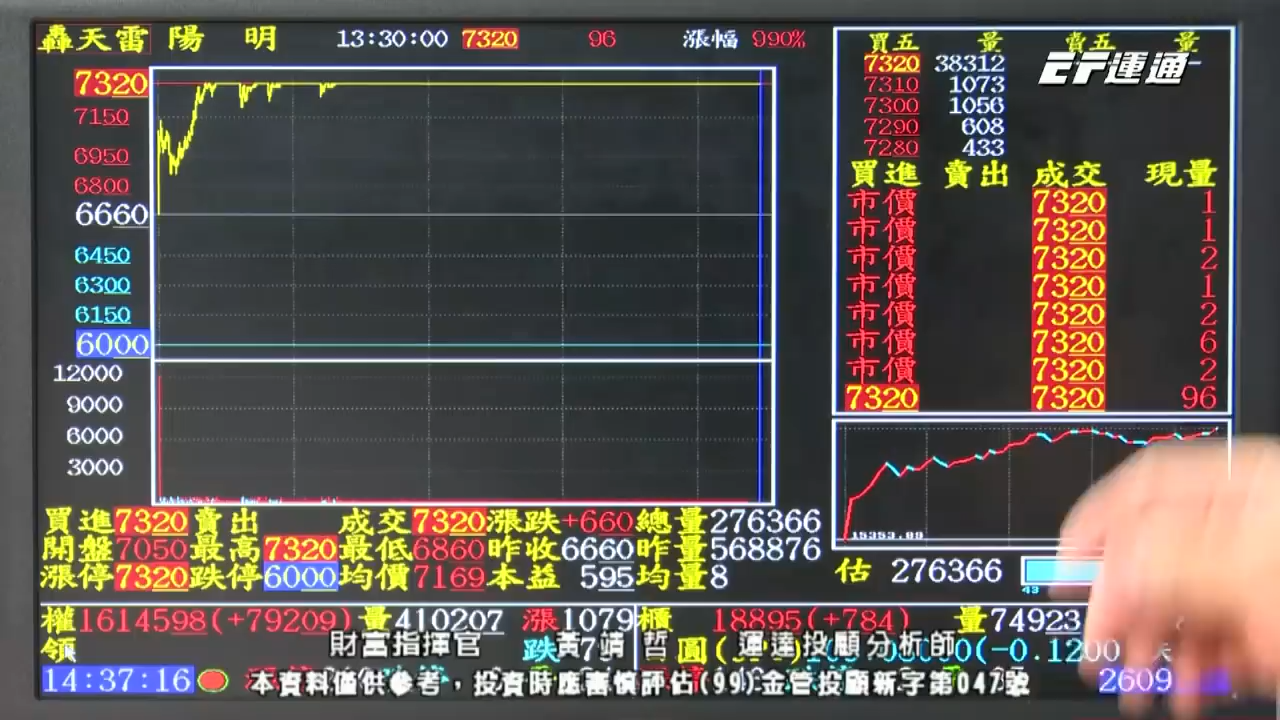 轟天雷 陽 明 13:30:00 7320 96 漲幅 990%
買五 量 賣五 量
EF運通
7320 38312
7310 1073
7300 1056
7290 608
7280 433
買進 賣出 成交 現量
市價 7320 1
市價 7320 1
市價 7320 2
市價 7320 1
市價 7320 2
市價 7320 6
市價 7320 2
7320 7320 96
7320
7150
6950
6800
6660
6450
6300
6150
6000
12000
9000
6000
3000
15353.89
買進7320賣出 成交7320漲跌+660總量276366
開盤7050最高7320最低6860昨收6660昨量568876
漲停7320跌停6000均價7169本益 595均量8
估 276366
權1614598(+79209)量410207 漲1079
櫃 18895(+784) 量74923
財富指揮官 黃靖哲 運達投顧分析師
領 跌 圓 (-0.1200
14:37:16
本資料僅供參考，投資時應審慎評估(99)金管投顧新字第047號
2609